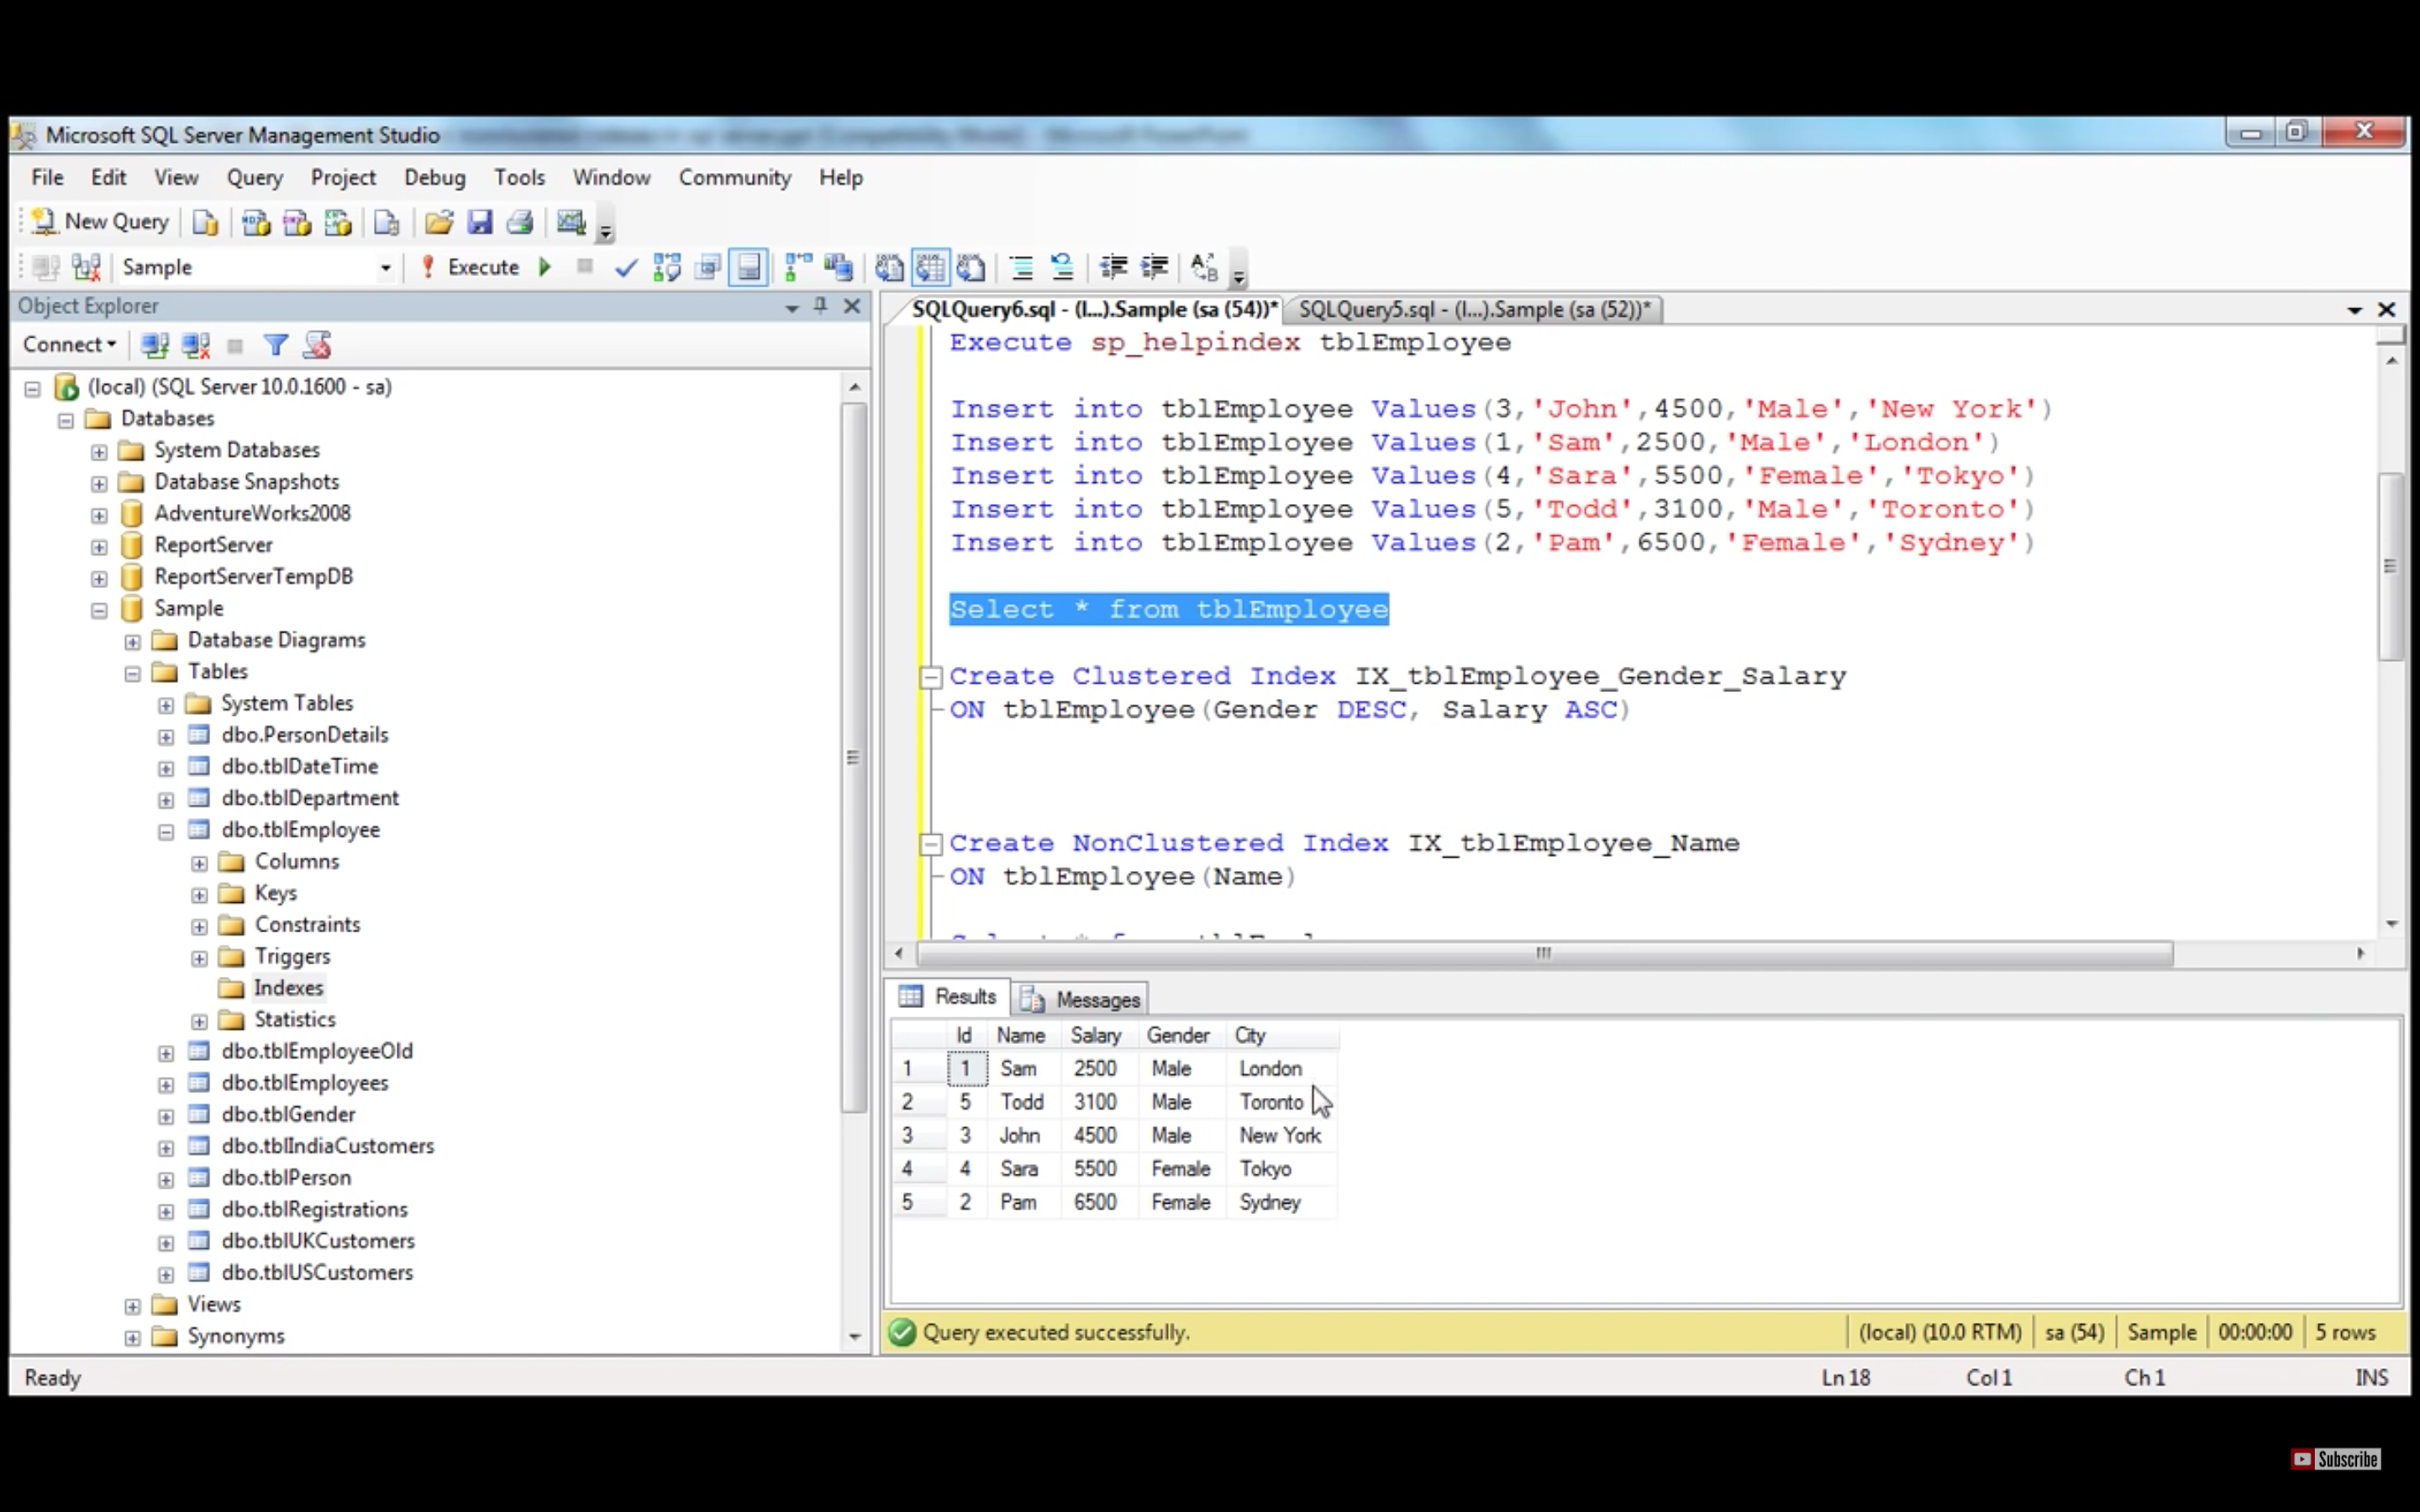 Microsoft SQL Server Management Studio
File Edit View Query Project Debug Tools Window Community Help
New Query
Sample Execute
Object Explorer
Connect
(local) (SQL Server 10.0.1600 - sa)
Databases
System Databases
Database Snapshots
AdventureWorks2008
ReportServer
ReportServerTempDB
Sample
Database Diagrams
Tables
System Tables
dbo.PersonDetails
dbo.tblDateTime
dbo.tblDepartment
dbo.tblEmployee
Columns
Keys
Constraints
Triggers
Indexes
Statistics
dbo.tblEmployeeOld
dbo.tblEmployees
dbo.tblGender
dbo.tblIndiaCustomers
dbo.tblPerson
dbo.tblRegistrations
dbo.tblUKCustomers
dbo.tblUSCustomers
Views
Synonyms
SQLQuery6.sql - (l...).Sample (sa (54))* SQLQuery5.sql - (l...).Sample (sa (52))*
Execute sp_helpindex tblEmployee
Insert into tblEmployee Values(3,'John',4500,'Male','New York')
Insert into tblEmployee Values(1,'Sam',2500,'Male','London')
Insert into tblEmployee Values(4,'Sara',5500,'Female','Tokyo')
Insert into tblEmployee Values(5,'Todd',3100,'Male','Toronto')
Insert into tblEmployee Values(2,'Pam',6500,'Female','Sydney')
Select * from tblEmployee
Create Clustered Index IX_tblEmployee_Gender_Salary
ON tblEmployee(Gender DESC, Salary ASC)
Create NonClustered Index IX_tblEmployee_Name
ON tblEmployee(Name)
Results Messages
Id Name Salary Gender City
1 1 Sam 2500 Male London
2 5 Todd 3100 Male Toronto
3 3 John 4500 Male New York
4 4 Sara 5500 Female Tokyo
5 2 Pam 6500 Female Sydney
Query executed successfully. (local) (10.0 RTM) sa (54) Sample 00:00:00 5 rows
Ready Ln 18 Col 1 Ch 1 INS
Subscribe